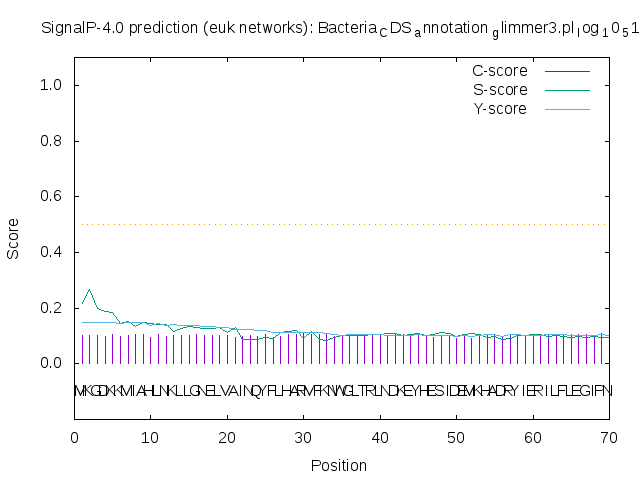 SignalP-4.0 prediction (euk networks): Bacteria_CDS_annotation_glimmer3.pl_log_10_51
C-score
S-score
Y-score
1.0
0.8
0.6
0.4
0.2
0.0
Score
MKGDKKMIAHLNKLLGNELVAINQYFLHARMFKNWGLTRLNDKEYHESIDEMKHADRYIERILFLEGIFN
0 10 20 30 40 50 60 70
Position